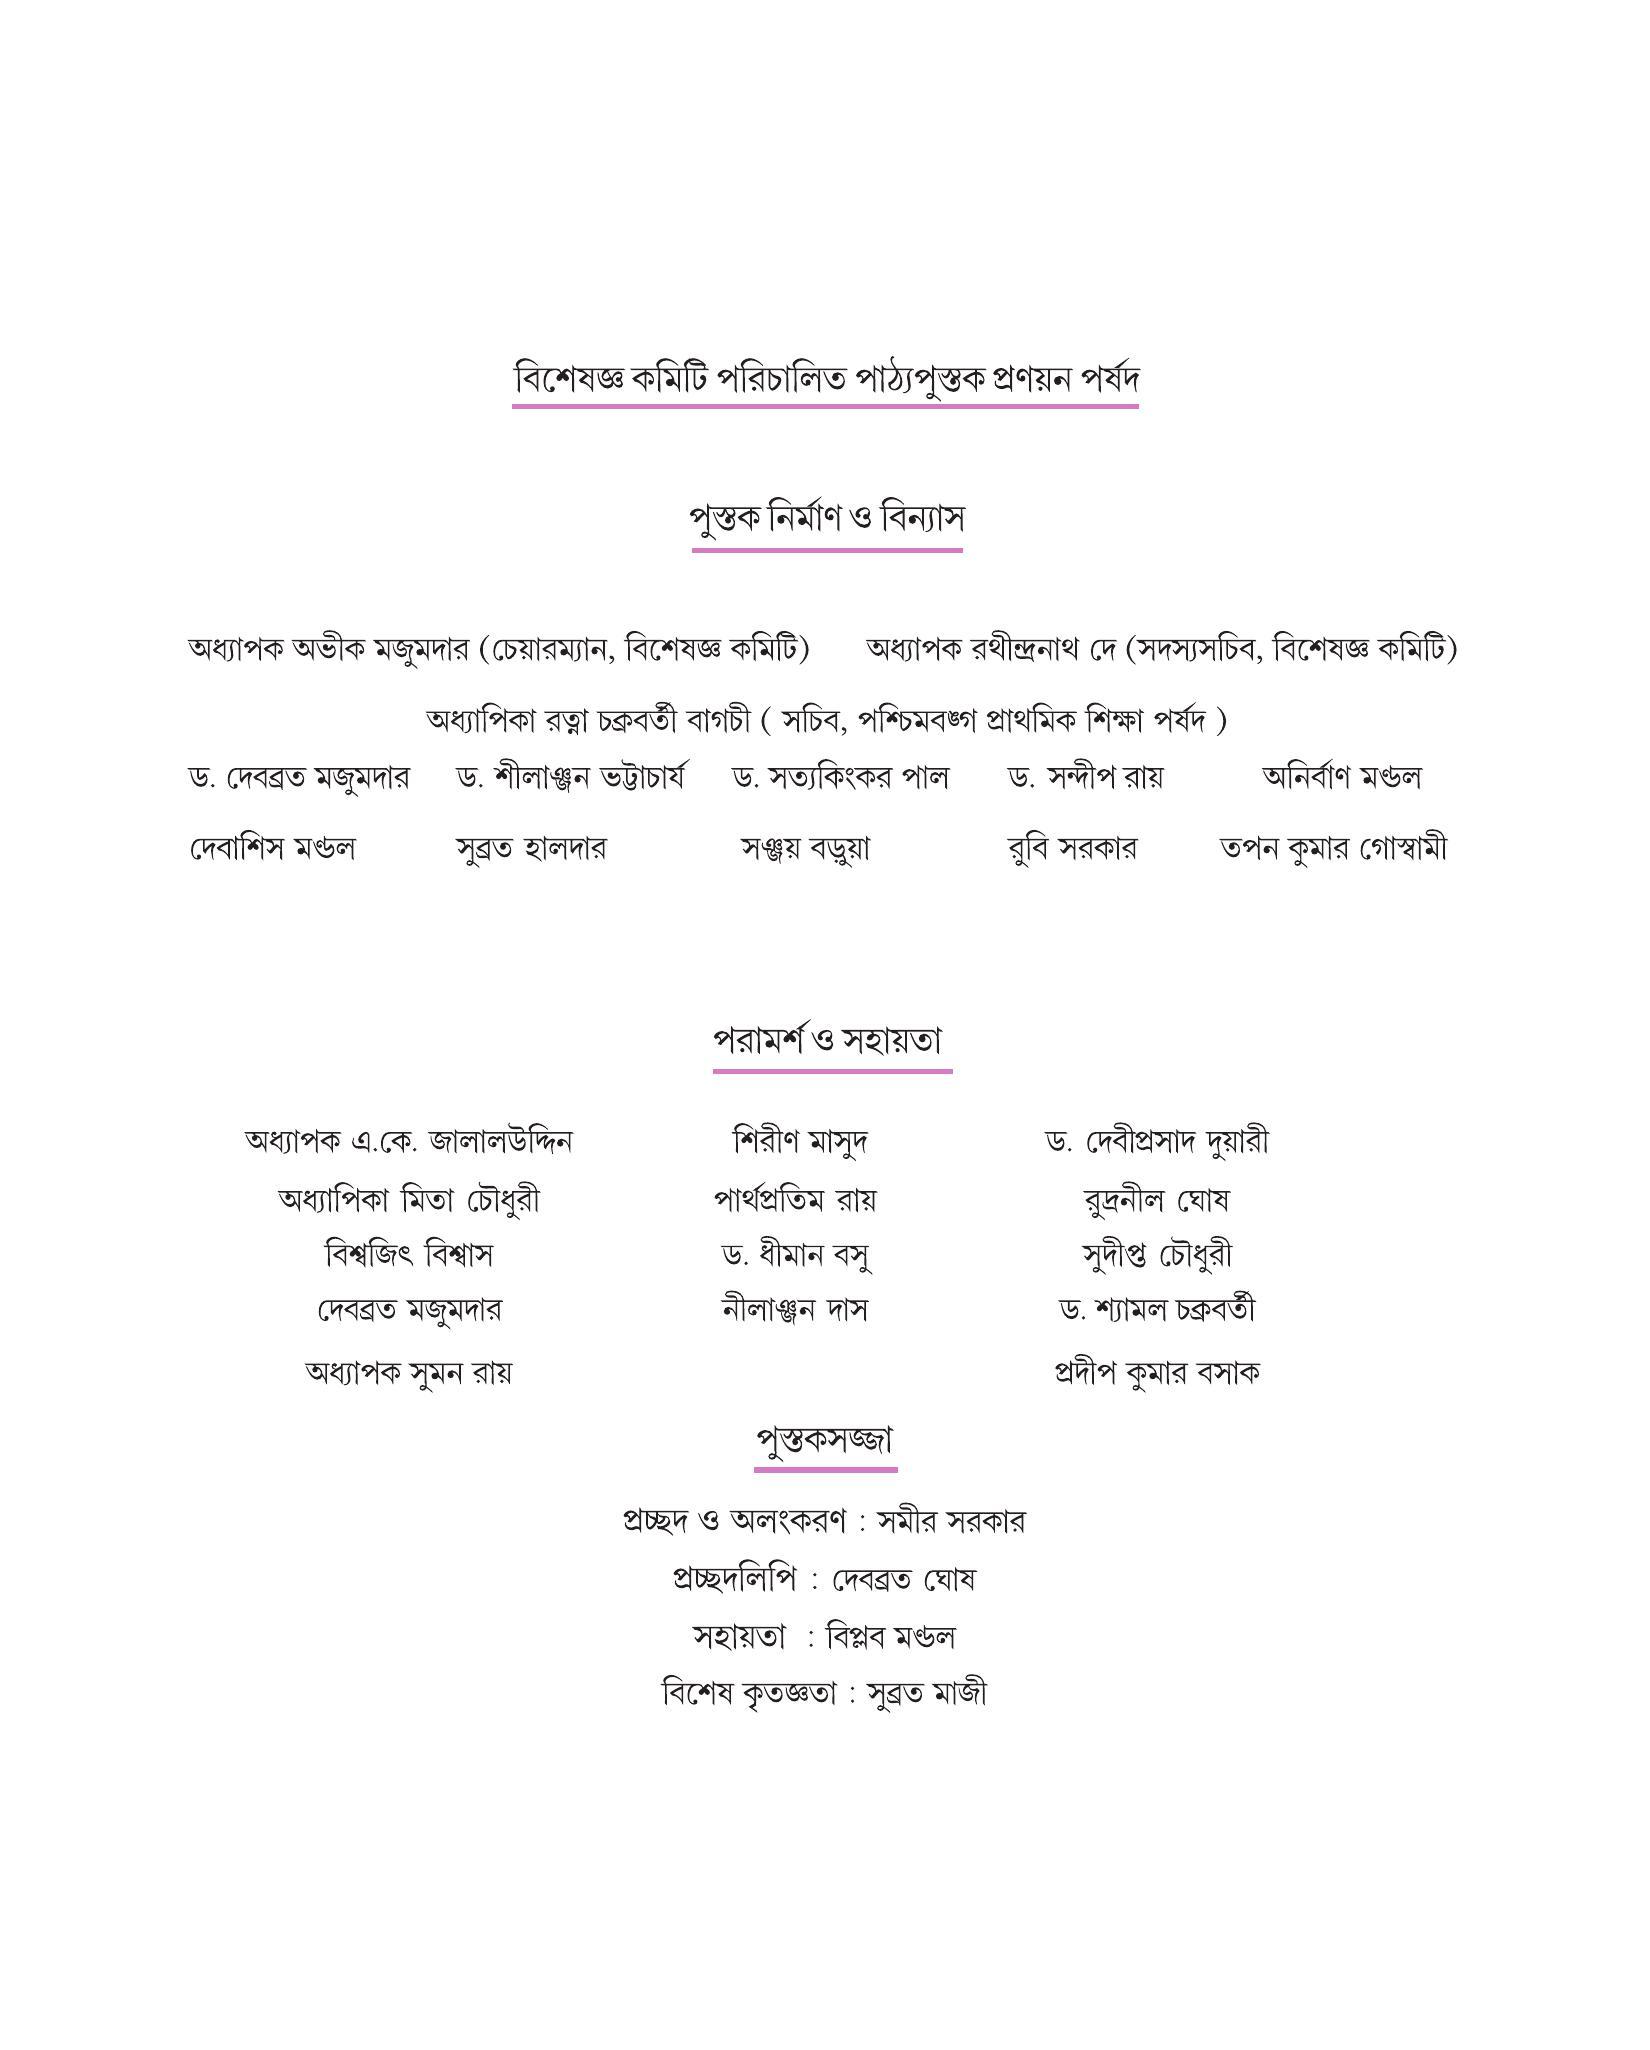 বিশেষজ্ঞ কমিটি পরিচালিত পাঠ্যপুস্তক প্রণয়ন পর্ষদ
পুস্তক নির্মাণ ও বিন্যাস
অধ্যাপক অভীক মজুমদার (চেয়ারম্যান, বিশেষজ্ঞ কমিটি) অধ্যাপক রথীন্দ্রনাথ দে (সদস্যসচিব, বিশেষজ্ঞ কমিটি)
অধ্যাপিকা রত্না চক্রবর্তী বাগচী ( সচিব, পশ্চিমবঙ্গ প্রাথমিক শিক্ষা পর্ষদ )
ড. দেবব্রত মজুমদার ড. শীলাঞ্জন ভট্টাচার্য ড. সত্যকিংকর পাল ড. সন্দীপ রায় অনির্বাণ মণ্ডল
দেবাশিস মণ্ডল সুব্রত হালদার সঞ্জয় বড়ুয়া রুবি সরকার তপন কুমার গোস্বামী
পরামর্শ ও সহায়তা
অধ্যাপক এ.কে. জালালউদ্দিন শিরীণ মাসুদ ড. দেবীপ্রসাদ দুয়ারী
অধ্যাপিকা মিতা চৌধুরী পার্থপ্রতিম রায় রুদ্রনীল ঘোষ
বিশ্বজিৎ বিশ্বাস ড. ধীমান বসু সুদীপ্ত চৌধুরী
দেবব্রত মজুমদার নীলাঞ্জন দাস ড. শ্যামল চক্রবর্তী
অধ্যাপক সুমন রায় প্রদীপ কুমার বসাক
পুস্তকসজ্জা
প্রচ্ছদ ও অলংকরণ : সমীর সরকার
প্রচ্ছদলিপি : দেবব্রত ঘোষ
সহায়তা : বিপ্লব মণ্ডল
বিশেষ কৃতজ্ঞতা : সুব্রত মাজী